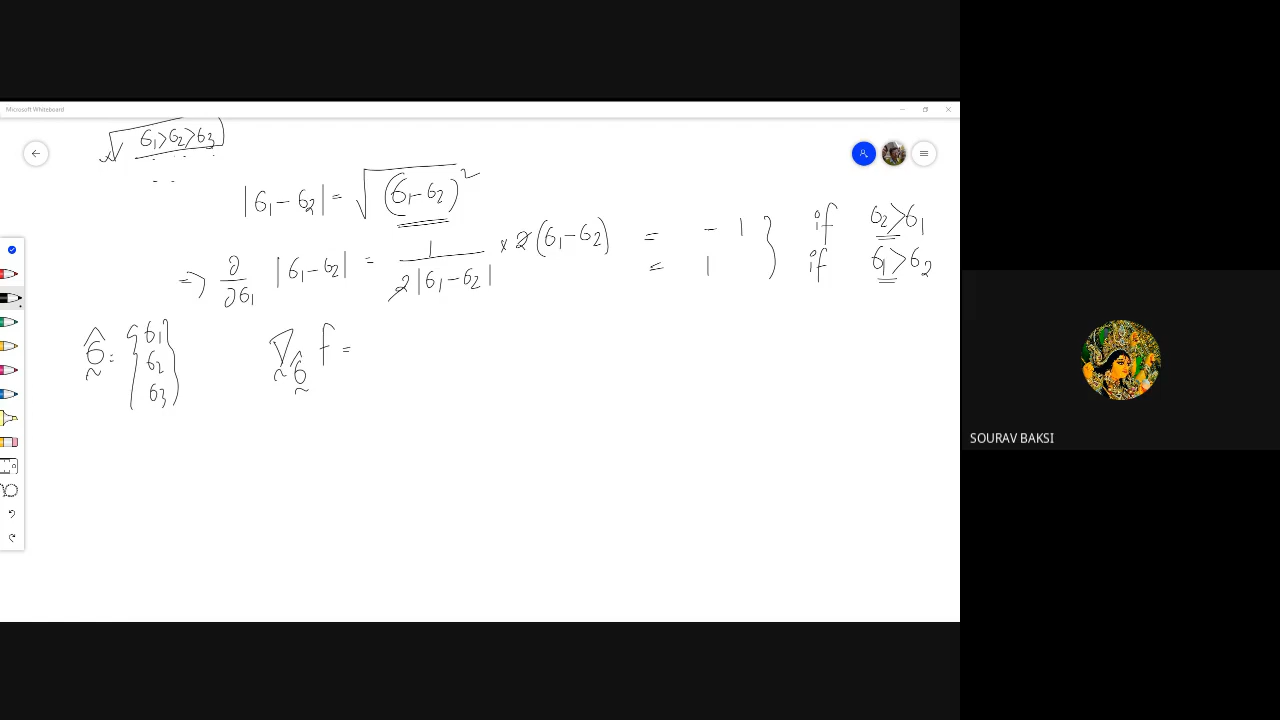 Microsoft Whiteboard
√ σ1>σ2>σ3
|σ1-σ2| = √(σ1-σ2)²
=> ∂/∂σ1 |σ1-σ2| = 1/(2|σ1-σ2|) × 2(σ1-σ2) = -1 } if σ2>σ1
= 1 } if σ1>σ2
σ̂ = {σ1 σ2 σ3} ∇σ̂ f =
SOURAV BAKSI